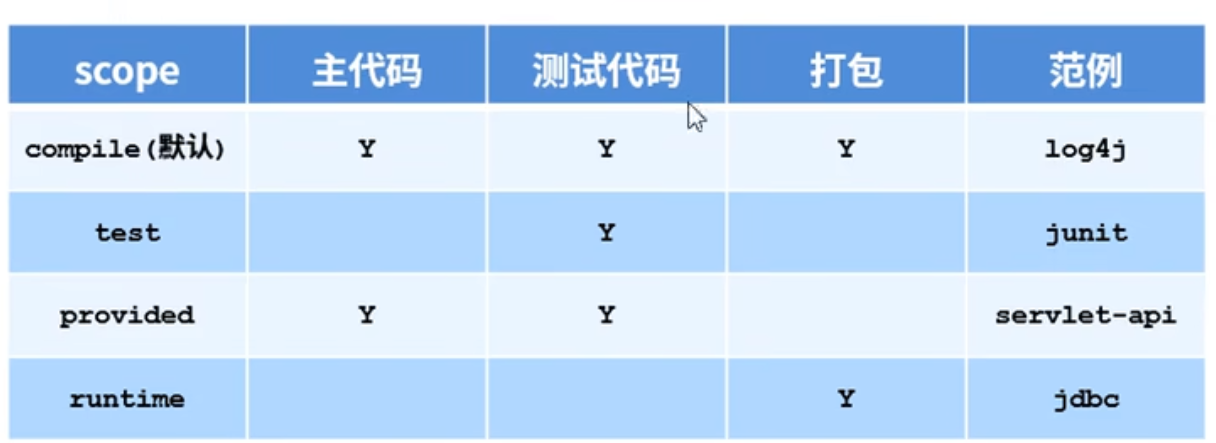 scope 主代码 测试代码 打包 范例
compile(默认) Y Y Y log4j
test Y junit
provided Y Y servlet-api
runtime Y jdbc